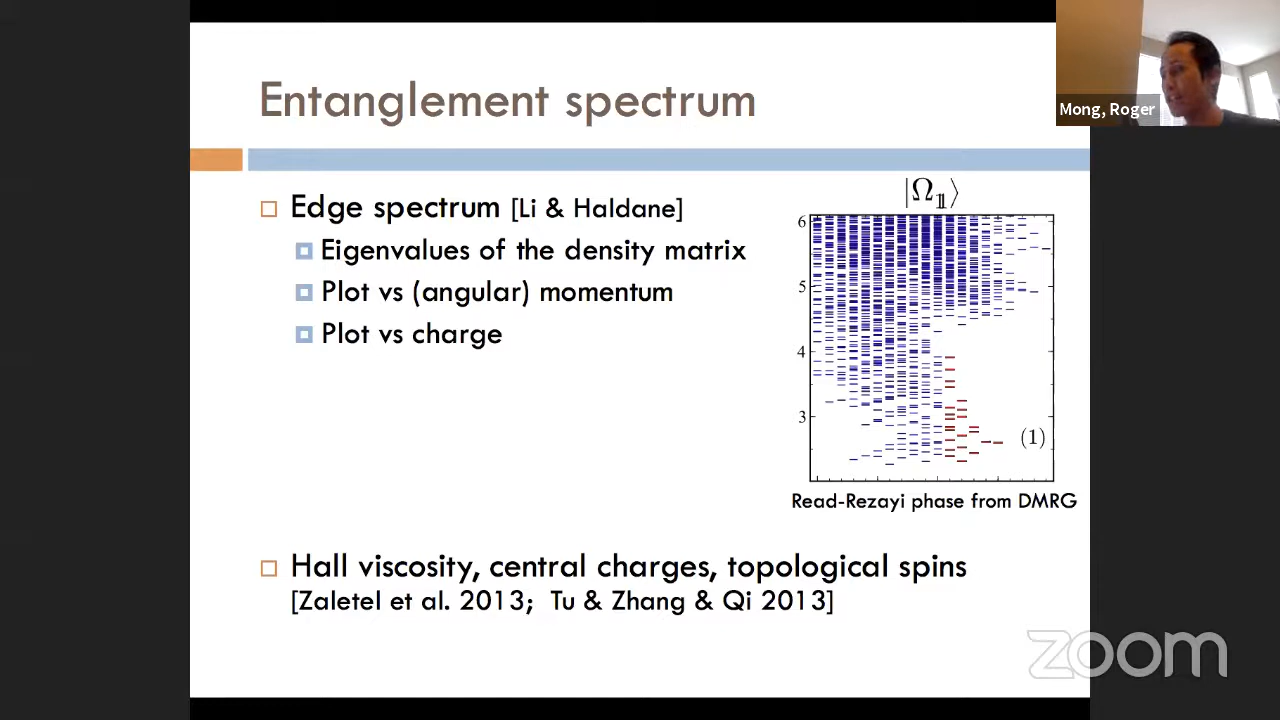 Entanglement spectrum
Mong, Roger
Edge spectrum [Li & Haldane]
Eigenvalues of the density matrix
Plot vs (angular) momentum
Plot vs charge
|Ω𝟙⟩
6
5
4
3
(1)
Read-Rezayi phase from DMRG
Hall viscosity, central charges, topological spins
[Zaletel et al. 2013; Tu & Zhang & Qi 2013]
zoom